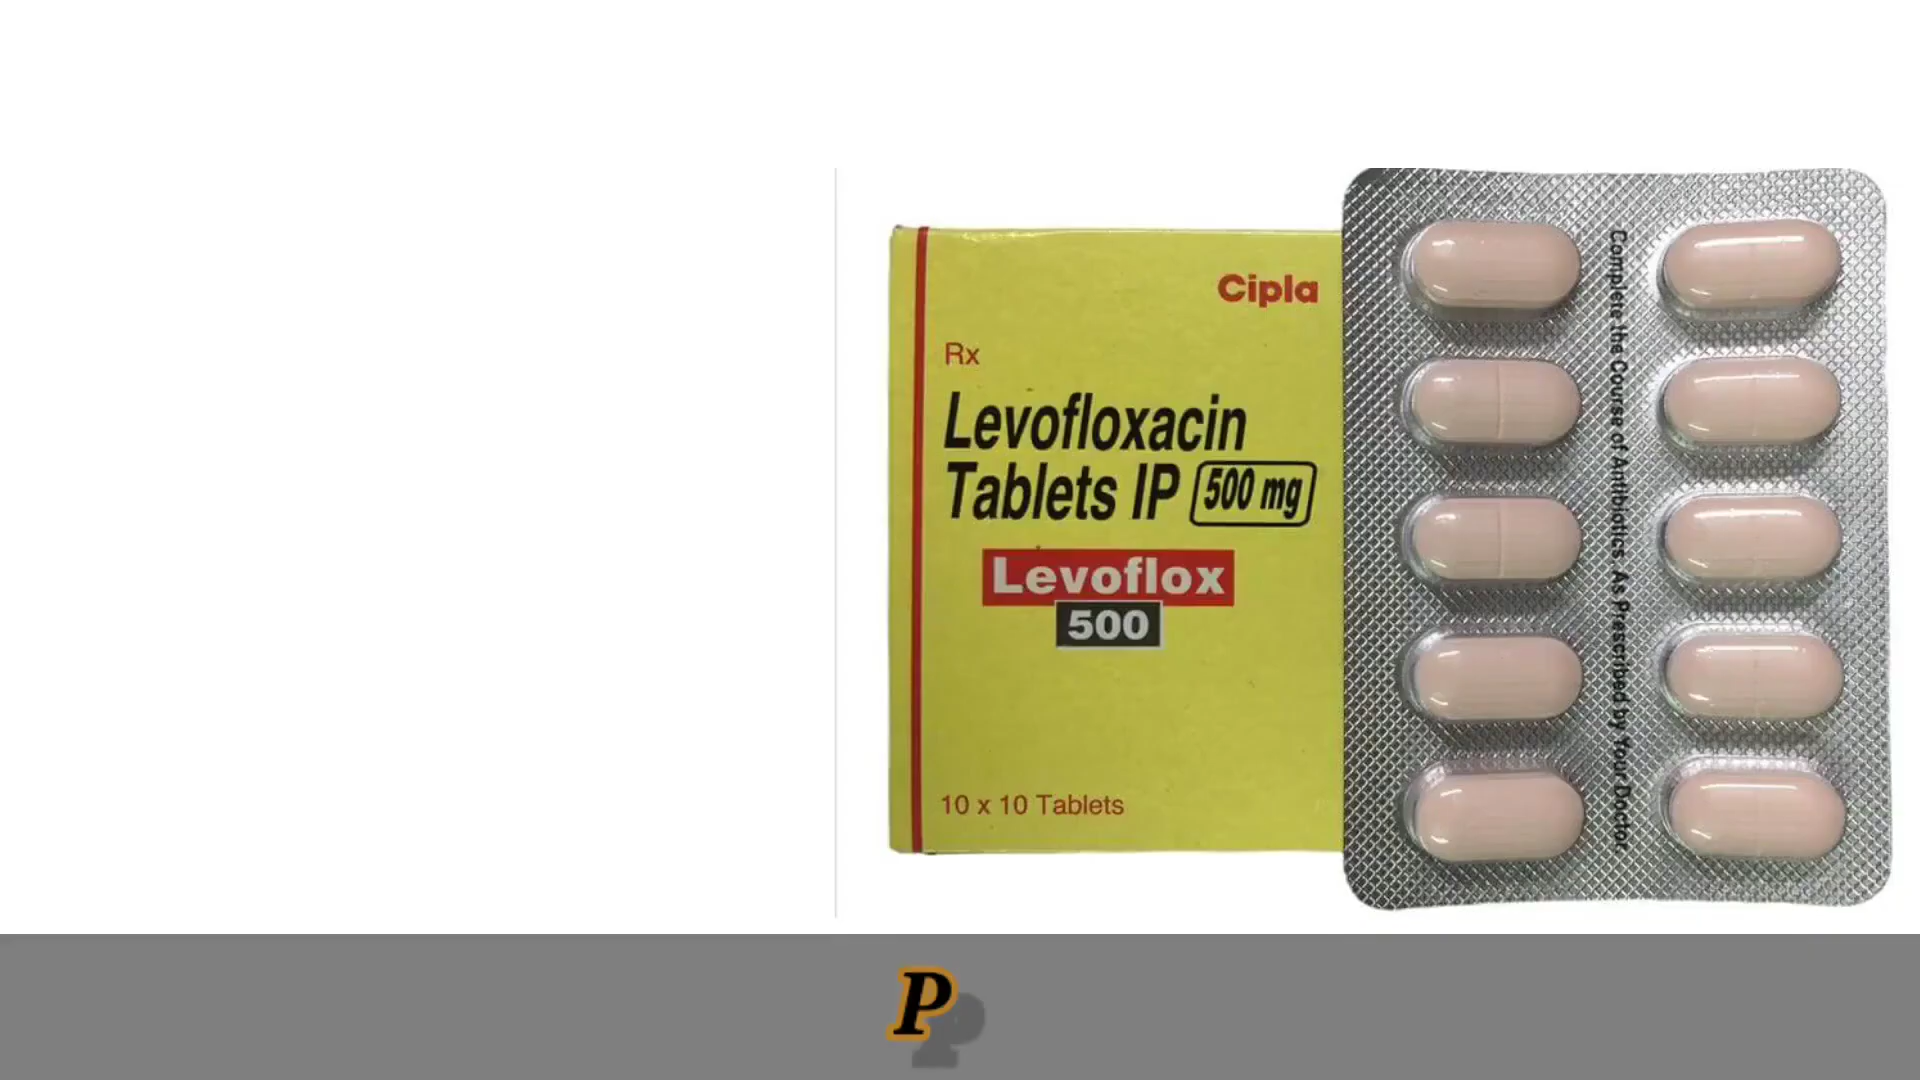 Cipla
Rx
Levofloxacin
Tablets IP 500 mg
Levoflox
500
10 x 10 Tablets
Complete the Course of Antibiotics As Prescribed by Your Doctor
P